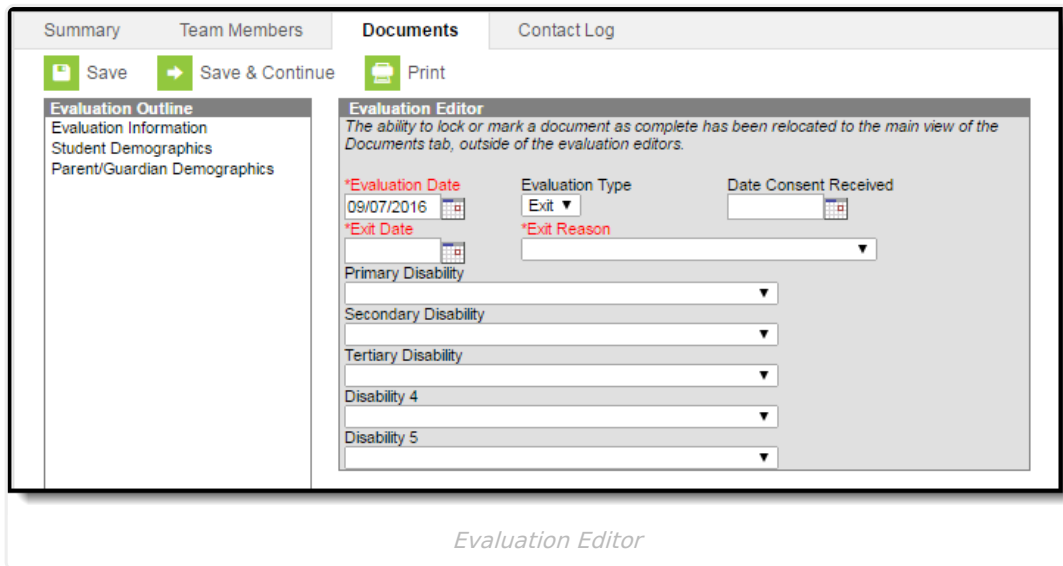 Summary Team Members Documents Contact Log
Save Save & Continue Print
Evaluation Outline
Evaluation Information
Student Demographics
Parent/Guardian Demographics
Evaluation Editor
The ability to lock or mark a document as complete has been relocated to the main view of the
Documents tab, outside of the evaluation editors.
*Evaluation Date Evaluation Type Date Consent Received
09/07/2016 Exit
*Exit Date *Exit Reason
Primary Disability
Secondary Disability
Tertiary Disability
Disability 4
Disability 5
Evaluation Editor